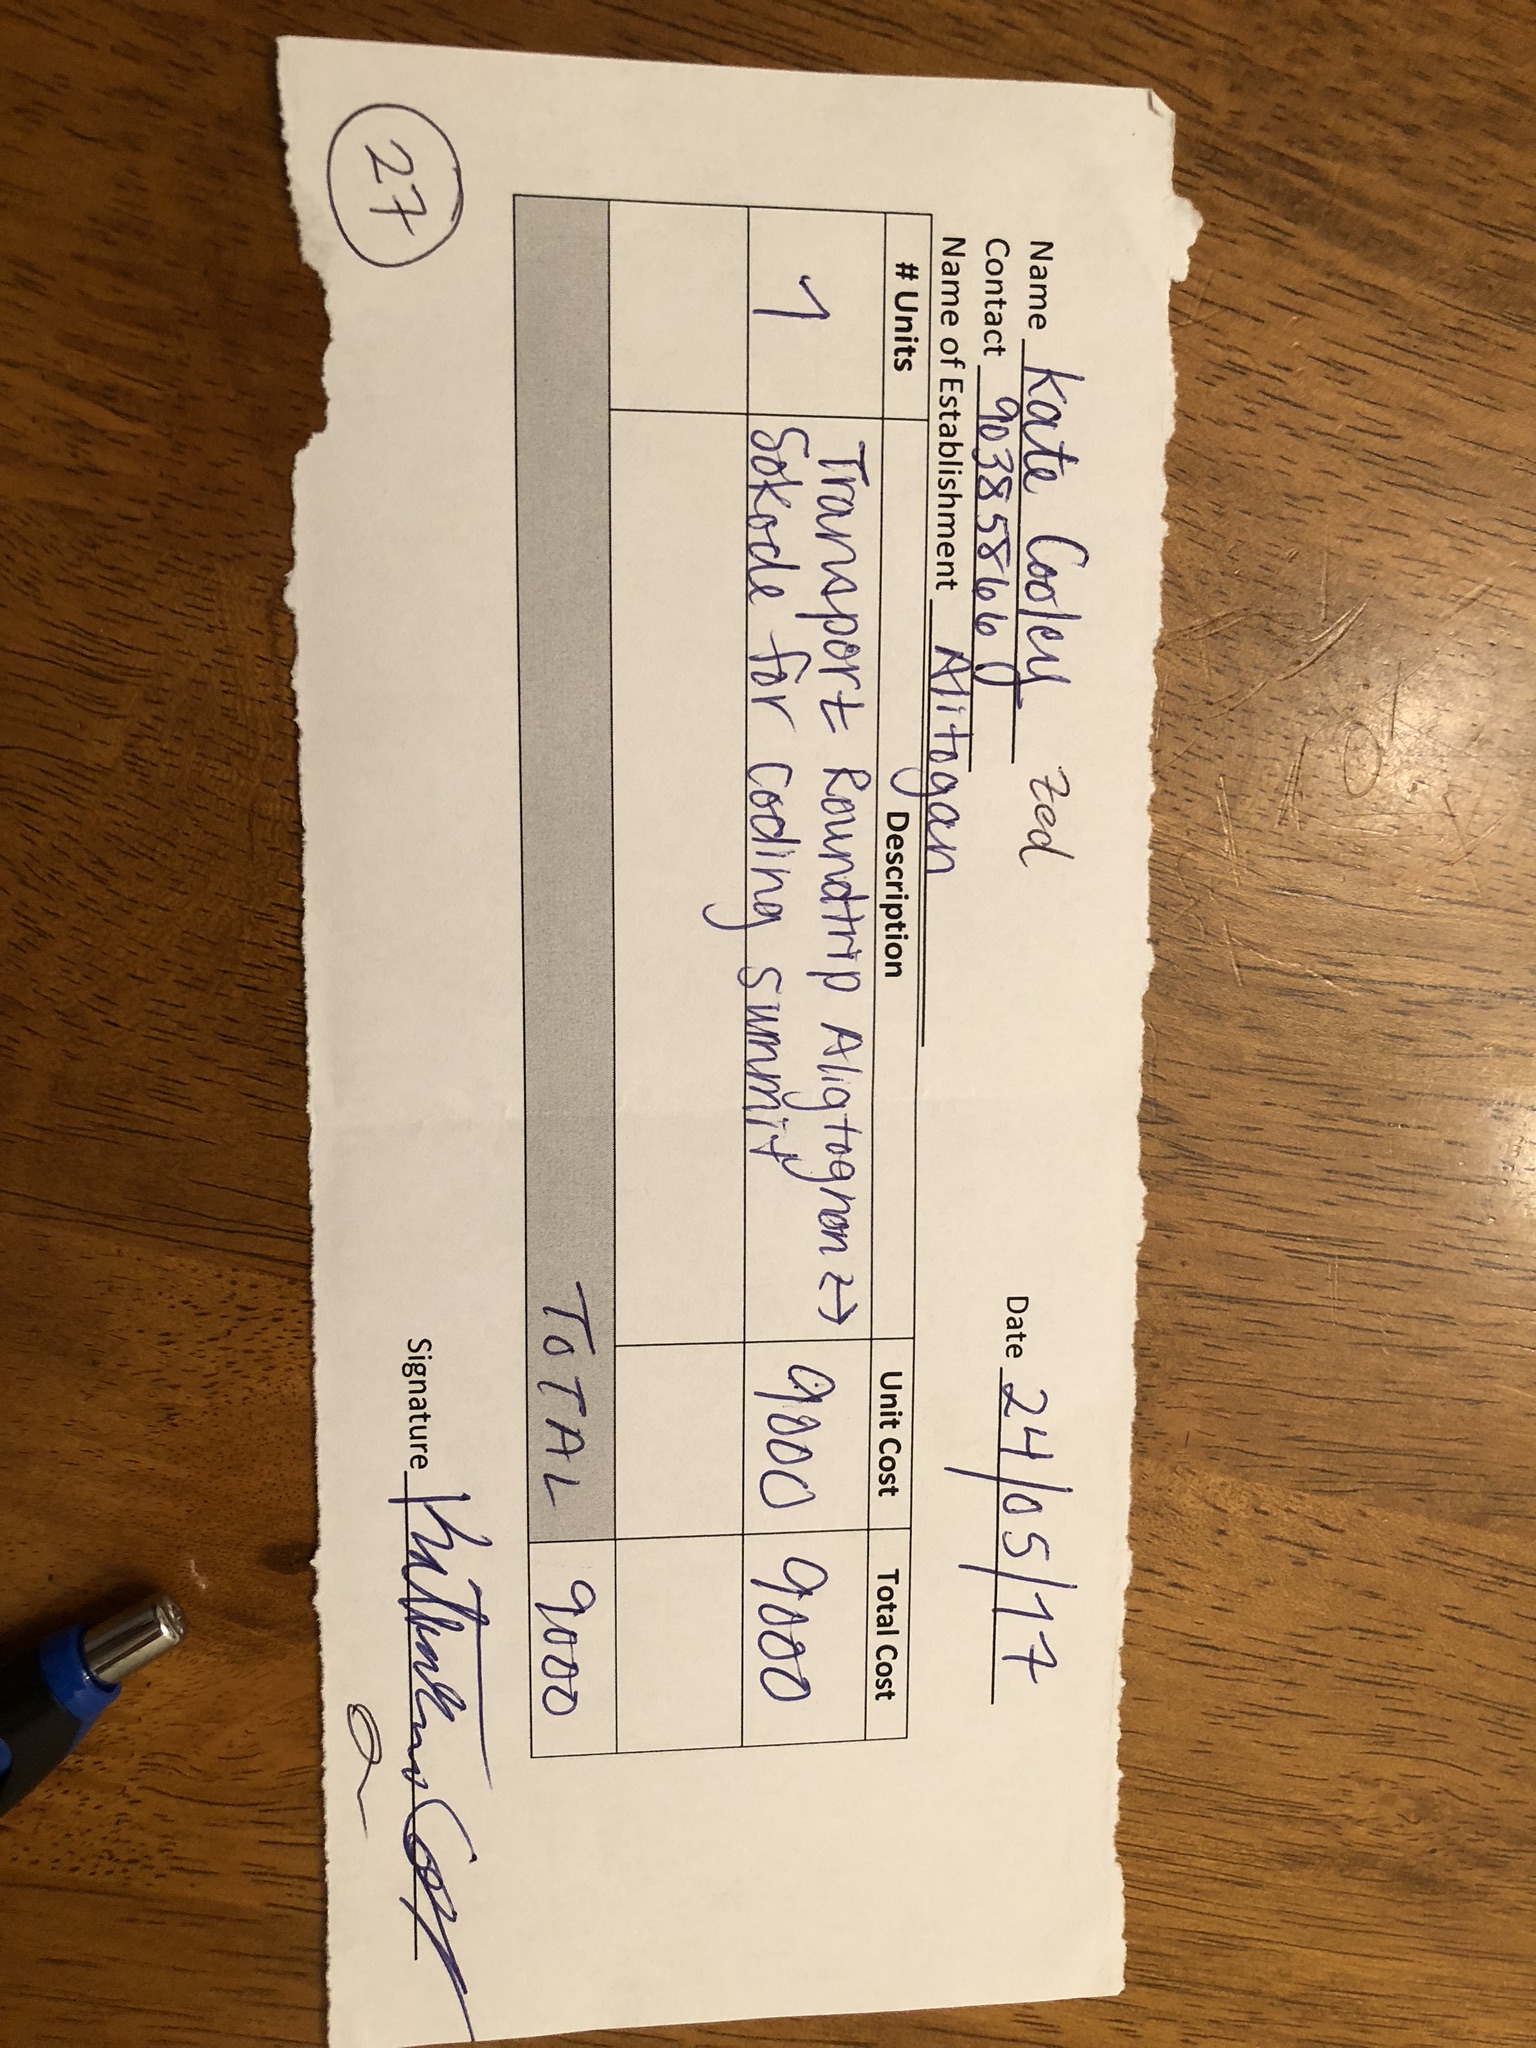 Name Kate Cooley zed Date 24/05/17
Contact 90385866
Name of Establishment Alitogan
# Units Description Unit Cost Total Cost
1 Transport Roundtrip Aligtognon ↔ 9000 9000
Sokode for coding summit
TOTAL 9000
Signature
27